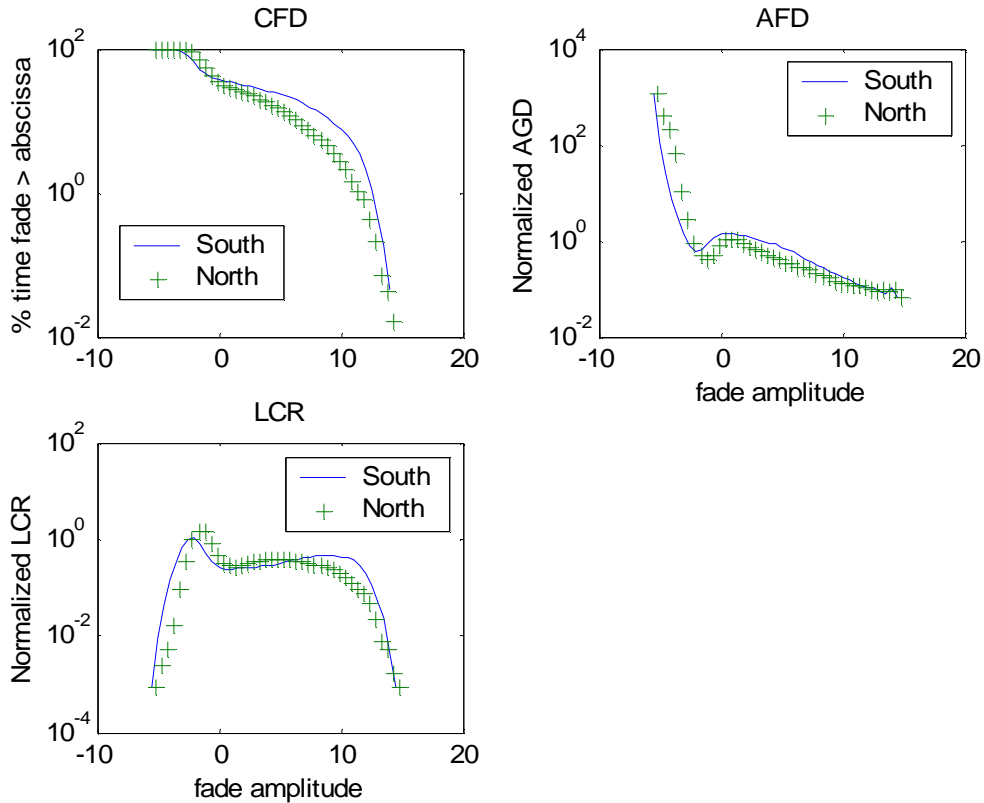 CFD
% time fade > abscissa
10^2
10^0
10^-2
-10 0 10 20
South
North
AFD
Normalized AGD
10^4
10^2
10^0
10^-2
-10 0 10 20
fade amplitude
South
North
LCR
Normalized LCR
10^2
10^0
10^-2
10^-4
-10 0 10 20
fade amplitude
South
North